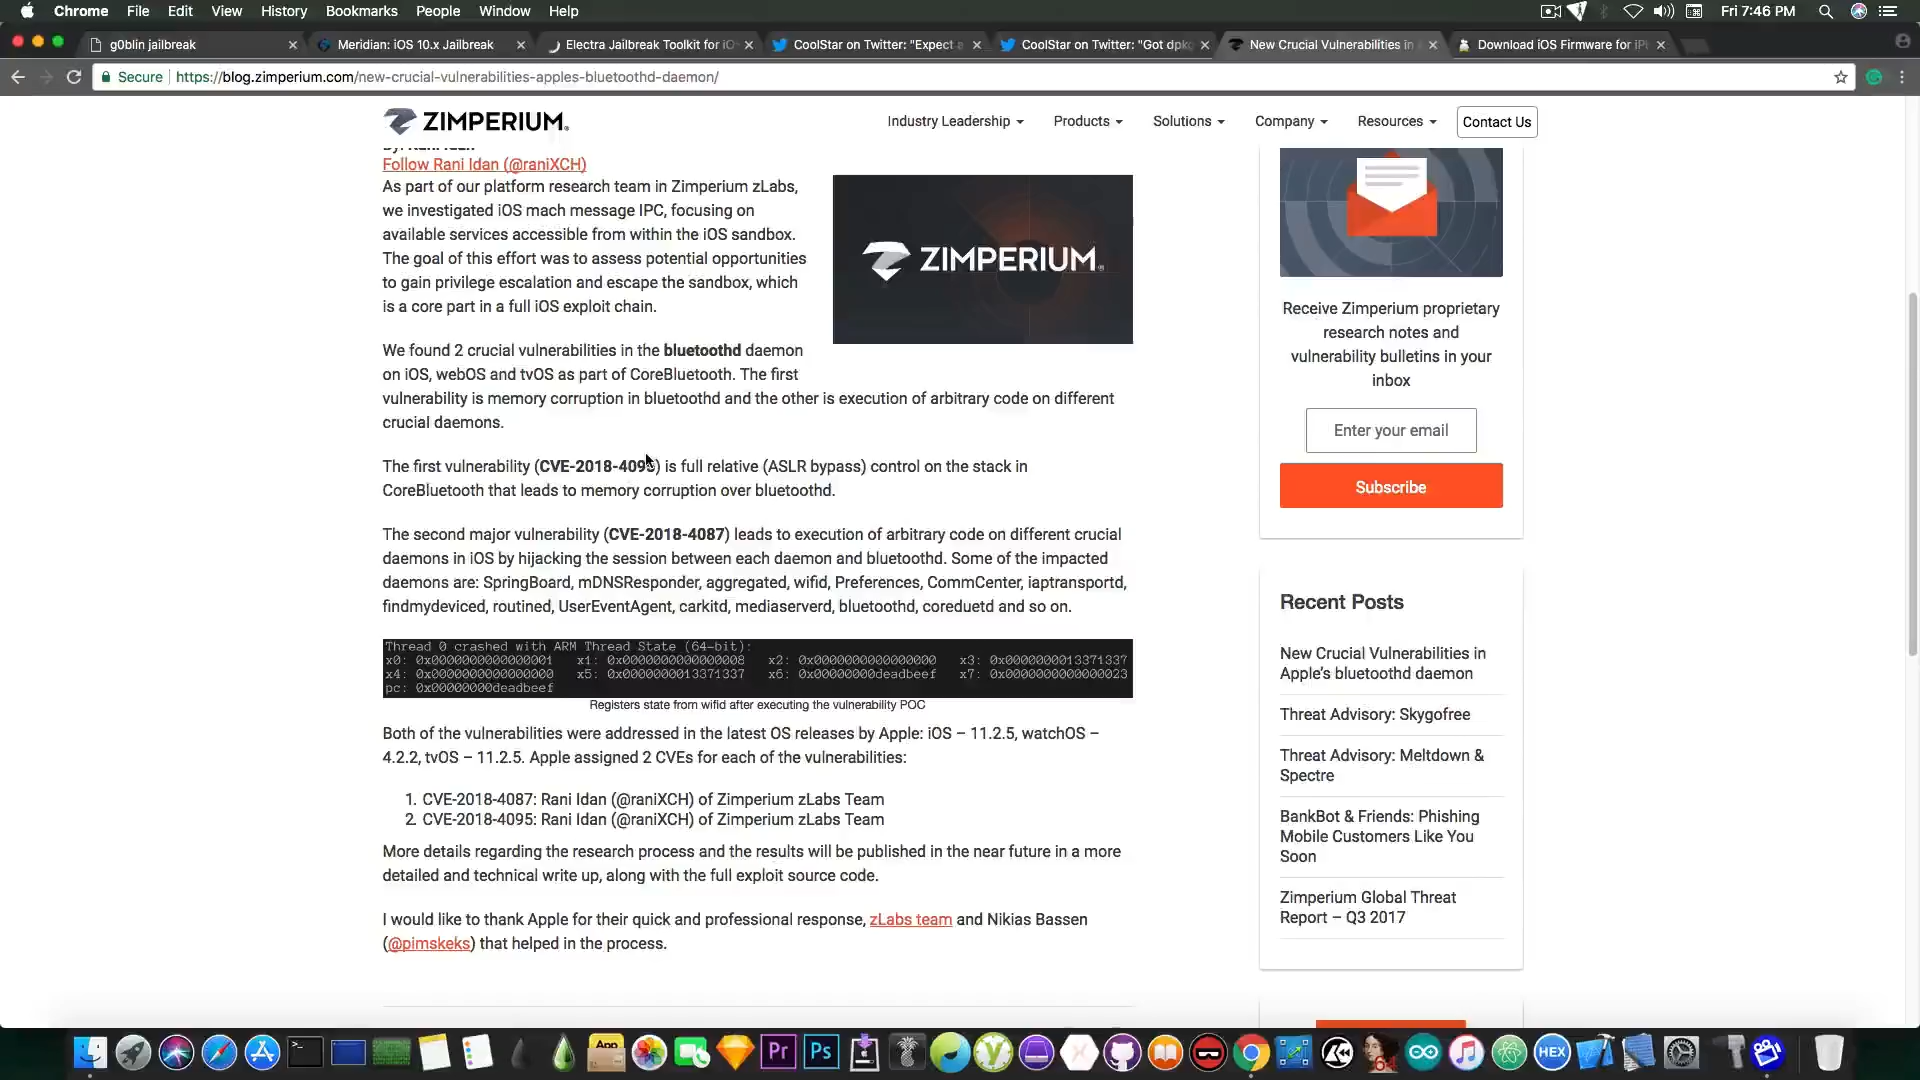 Chrome File Edit View History Bookmarks People Window Help Fri 7:46 PM
g0blin jailbreak Meridian: iOS 10.x Jailbreak Electra Jailbreak Toolkit for iO CoolStar on Twitter: "Expect a CoolStar on Twitter: "Got dpkg New Crucial Vulnerabilities in Download iOS Firmware for iP
Secure https://blog.zimperium.com/new-crucial-vulnerabilities-apples-bluetoothd-daemon/
ZIMPERIUM. Industry Leadership Products Solutions Company Resources Contact Us
By: Rani Idan
Follow Rani Idan (@raniXCH)
As part of our platform research team in Zimperium zLabs,
we investigated iOS mach message IPC, focusing on
available services accessible from within the iOS sandbox.
The goal of this effort was to assess potential opportunities
to gain privilege escalation and escape the sandbox, which
is a core part in a full iOS exploit chain.
ZIMPERIUM.
We found 2 crucial vulnerabilities in the bluetoothd daemon
on iOS, webOS and tvOS as part of CoreBluetooth. The first
vulnerability is memory corruption in bluetoothd and the other is execution of arbitrary code on different
crucial daemons.
The first vulnerability (CVE-2018-4095) is full relative (ASLR bypass) control on the stack in
CoreBluetooth that leads to memory corruption over bluetoothd.
The second major vulnerability (CVE-2018-4087) leads to execution of arbitrary code on different crucial
daemons in iOS by hijacking the session between each daemon and bluetoothd. Some of the impacted
daemons are: SpringBoard, mDNSResponder, aggregated, wifid, Preferences, CommCenter, iaptransportd,
findmydeviced, routined, UserEventAgent, carkitd, mediaserverd, bluetoothd, coreduetd and so on.
Thread 0 crashed with ARM Thread State (64-bit):
x0: 0x0000000000000001 x1: 0x0000000000000008 x2: 0x0000000000000000 x3: 0x0000000013371337
x4: 0x0000000000000000 x5: 0x0000000013371337 x6: 0x00000000deadbeef x7: 0x0000000000000023
pc: 0x00000000deadbeef
Registers state from wifid after executing the vulnerability POC
Both of the vulnerabilities were addressed in the latest OS releases by Apple: iOS – 11.2.5, watchOS –
4.2.2, tvOS – 11.2.5. Apple assigned 2 CVEs for each of the vulnerabilities:
1. CVE-2018-4087: Rani Idan (@raniXCH) of Zimperium zLabs Team
2. CVE-2018-4095: Rani Idan (@raniXCH) of Zimperium zLabs Team
More details regarding the research process and the results will be published in the near future in a more
detailed and technical write up, along with the full exploit source code.
I would like to thank Apple for their quick and professional response, zLabs team and Nikias Bassen
(@pimskeks) that helped in the process.
Receive Zimperium proprietary
research notes and
vulnerability bulletins in your
inbox
Enter your email
Subscribe
Recent Posts
New Crucial Vulnerabilities in
Apple's bluetoothd daemon
Threat Advisory: Skygofree
Threat Advisory: Meltdown &
Spectre
BankBot & Friends: Phishing
Mobile Customers Like You
Soon
Zimperium Global Threat
Report – Q3 2017
App Pr Ps HEX 64